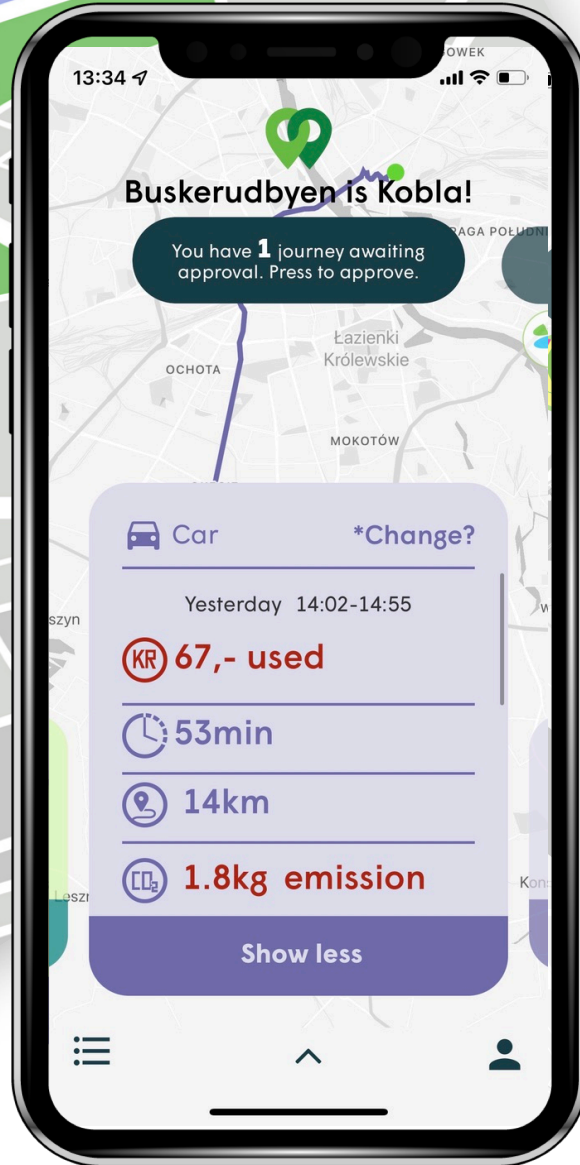 OWEK
13:34
Buskerudbyen is Kobla!
RAGA POŁUDNI
You have 1 journey awaiting
approval. Press to approve.
Łazienki
Królewskie
OCHOTA
MOKOTÓW
Car *Change?
Yesterday 14:02-14:55
szyn
KR 67,- used
53min
14km
CO₂ 1.8kg emission
Leszn
Kon
Show less